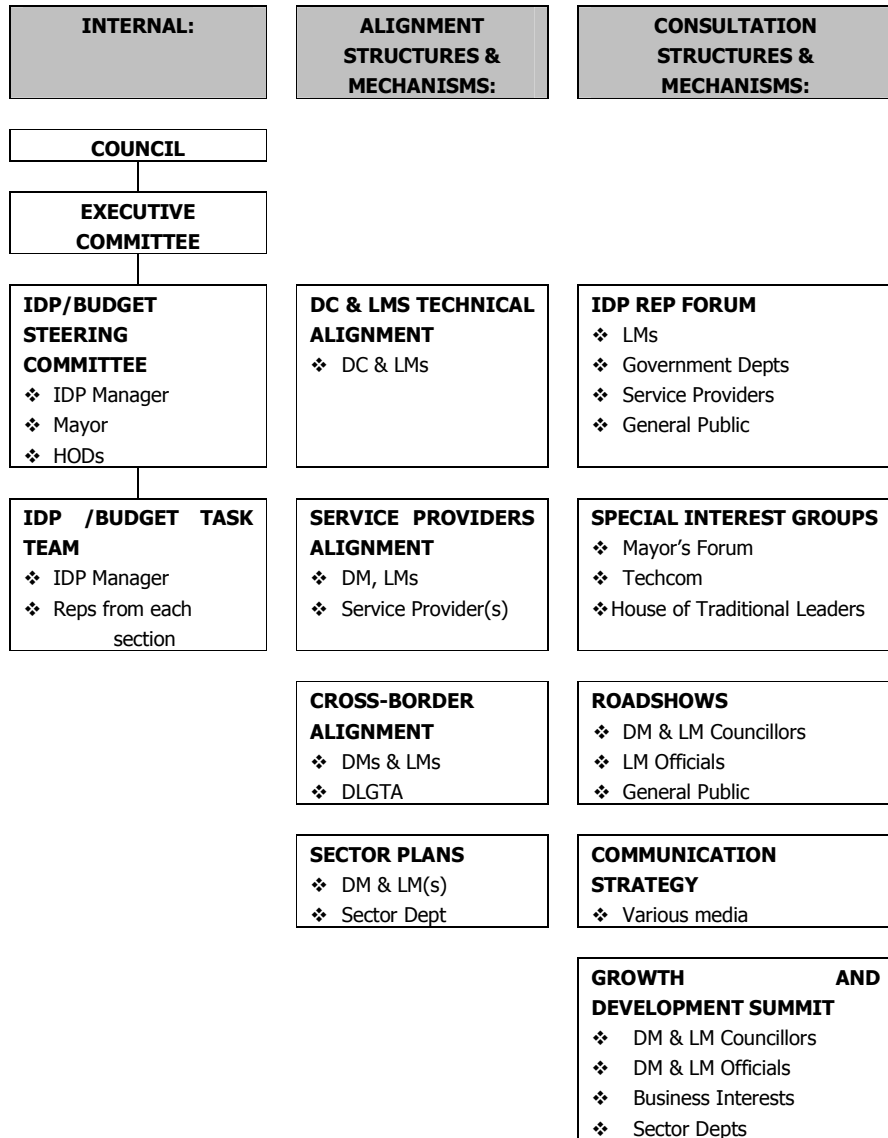 INTERNAL:
ALIGNMENT
STRUCTURES &
MECHANISMS:
CONSULTATION
STRUCTURES &
MECHANISMS:
COUNCIL
EXECUTIVE
COMMITTEE
IDP/BUDGET
STEERING
COMMITTEE
❖ IDP Manager
❖ Mayor
❖ HODs
DC & LMS TECHNICAL
ALIGNMENT
❖ DC & LMs
IDP REP FORUM
❖ LMs
❖ Government Depts
❖ Service Providers
❖ General Public
IDP /BUDGET TASK
TEAM
❖ IDP Manager
❖ Reps from each
section
SERVICE PROVIDERS
ALIGNMENT
❖ DM, LMs
❖ Service Provider(s)
SPECIAL INTEREST GROUPS
❖ Mayor’s Forum
❖ Techcom
❖House of Traditional Leaders
CROSS-BORDER
ALIGNMENT
❖ DMs & LMs
❖ DLGTA
ROADSHOWS
❖ DM & LM Councillors
❖ LM Officials
❖ General Public
SECTOR PLANS
❖ DM & LM(s)
❖ Sector Dept
COMMUNICATION
STRATEGY
❖ Various media
GROWTH AND
DEVELOPMENT SUMMIT
❖ DM & LM Councillors
❖ DM & LM Officials
❖ Business Interests
❖ Sector Depts